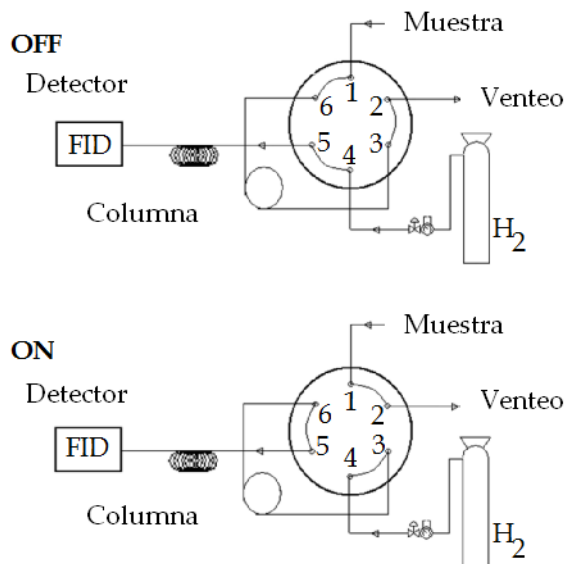 OFF
Muestra
Detector
1
6
2
Venteo
FID
5
3
4
Columna
H2
ON
Muestra
Detector
1
6
2
Venteo
FID
5
3
4
Columna
H2